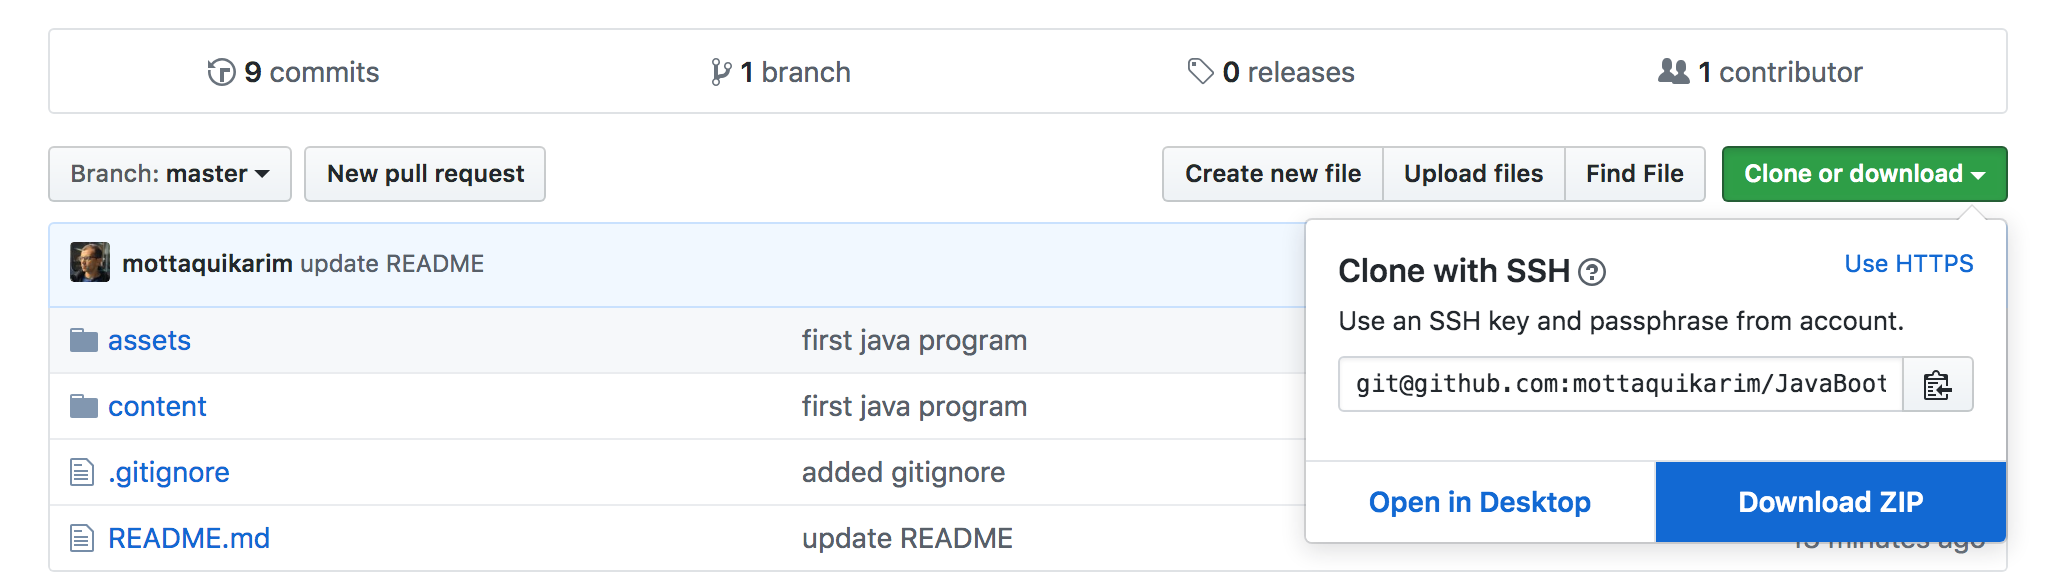 9 commits
1 branch
0 releases
1 contributor
Branch: master
New pull request
Create new file
Upload files
Find File
Clone or download
mottaquikarim update README
Clone with SSH
Use HTTPS
Use an SSH key and passphrase from account.
git@github.com:mottaquikarim/JavaBoot
Open in Desktop
Download ZIP
assets
first java program
content
first java program
.gitignore
added gitignore
README.md
update README
minutes ago